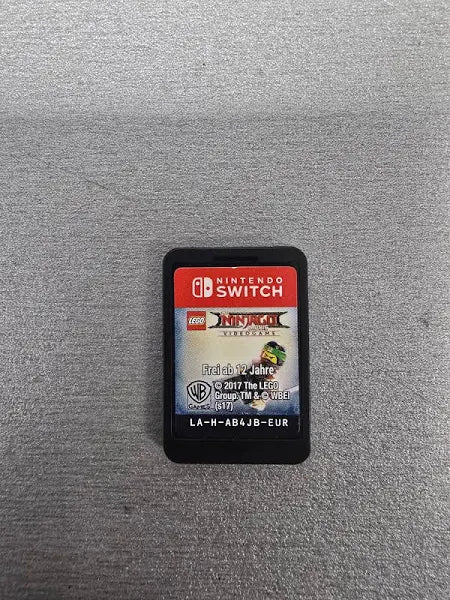 NINTENDO
SWITCH
LEGO
NINJAGO
VIDEOGAME
Frei ab 12 Jahre
WB
GAMES
© 2017 The LEGO
Group. TM & © WBEI
(s17)
LA-H-AB4JB-EUR